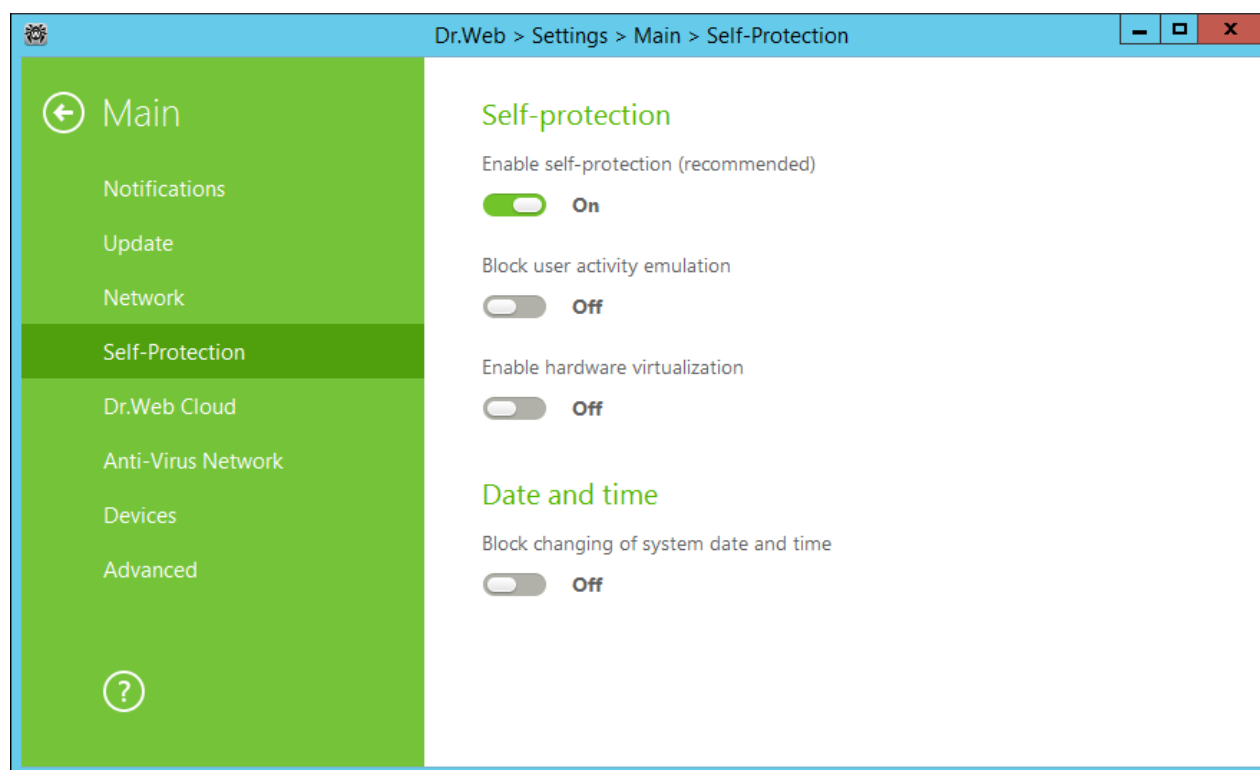 Dr.Web > Settings > Main > Self-Protection
Main
Notifications
Update
Network
Self-Protection
Dr.Web Cloud
Anti-Virus Network
Devices
Advanced
?
Self-protection
Enable self-protection (recommended)
On
Block user activity emulation
Off
Enable hardware virtualization
Off
Date and time
Block changing of system date and time
Off